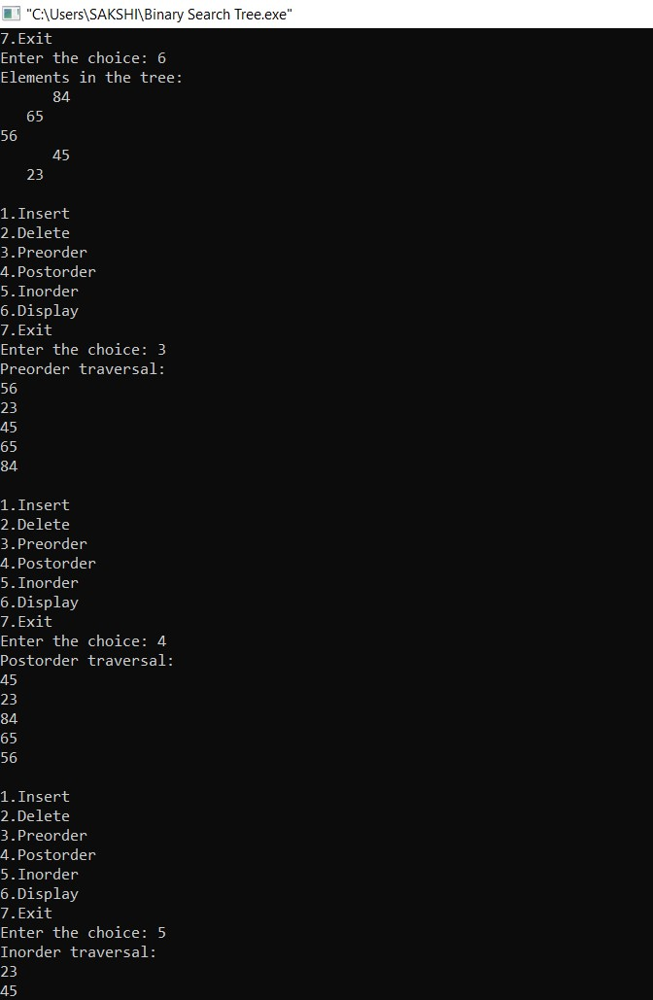 "C:\Users\SAKSHI\Binary Search Tree.exe"
7.Exit
Enter the choice: 6
Elements in the tree:
      84
   65
56
      45
   23

1.Insert
2.Delete
3.Preorder
4.Postorder
5.Inorder
6.Display
7.Exit
Enter the choice: 3
Preorder traversal:
56
23
45
65
84

1.Insert
2.Delete
3.Preorder
4.Postorder
5.Inorder
6.Display
7.Exit
Enter the choice: 4
Postorder traversal:
45
23
84
65
56

1.Insert
2.Delete
3.Preorder
4.Postorder
5.Inorder
6.Display
7.Exit
Enter the choice: 5
Inorder traversal:
23
45